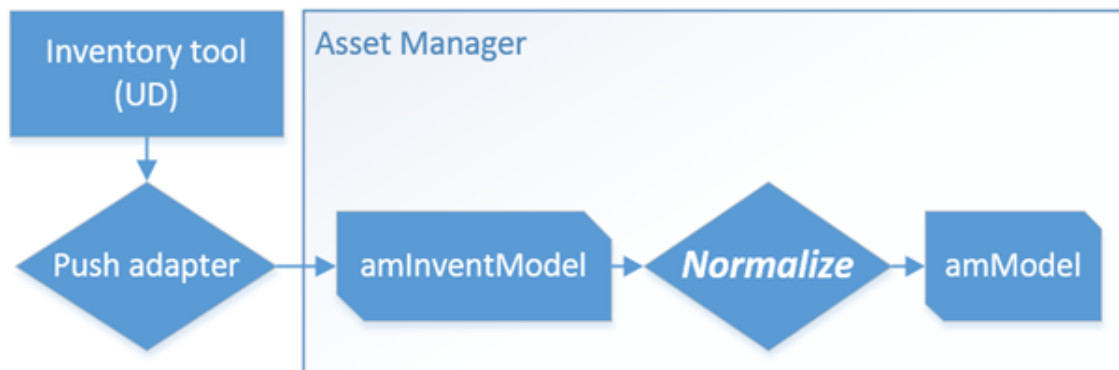 Inventory tool
(UD)
Asset Manager
Push adapter
amInventModel
Normalize
amModel